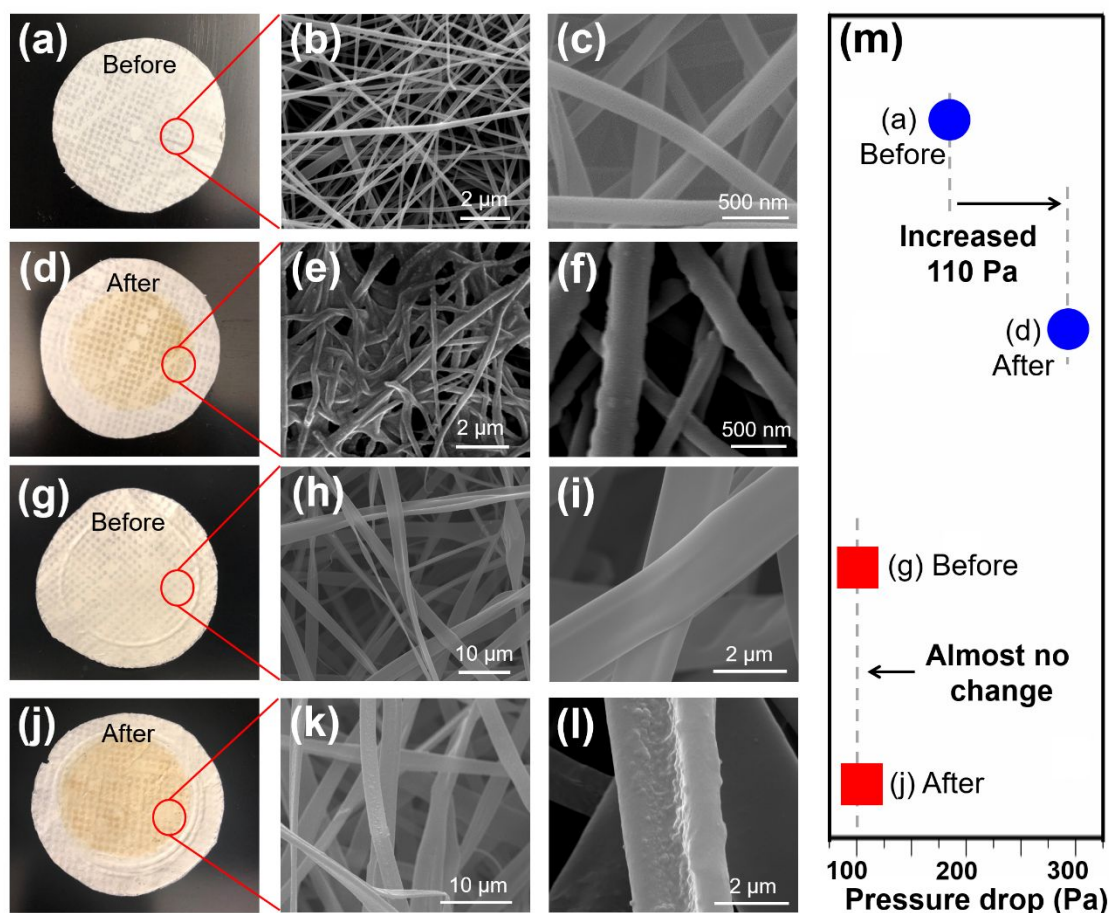 (a)
Before
(b)
2 µm
(c)
500 nm
(d)
After
(e)
2 µm
(f)
500 nm
(g)
Before
(h)
10 µm
(i)
2 µm
(j)
After
(k)
10 µm
(l)
2 µm
(m)
(a)
Before
Increased
110 Pa
(d)
After
(g) Before
Almost no
change
(j) After
100 200 300
Pressure drop (Pa)